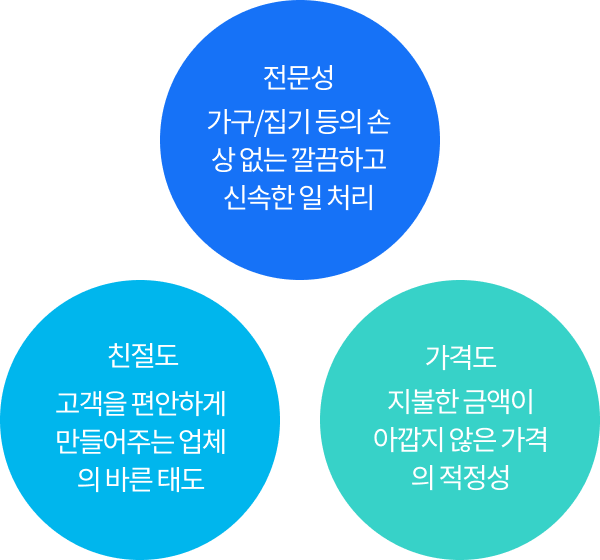 전문성
가구/집기 등의 손
상 없는 깔끔하고
신속한 일 처리
친절도
고객을 편안하게
만들어주는 업체
의 바른 태도
가격도
지불한 금액이
아깝지 않은 가격
의 적정성